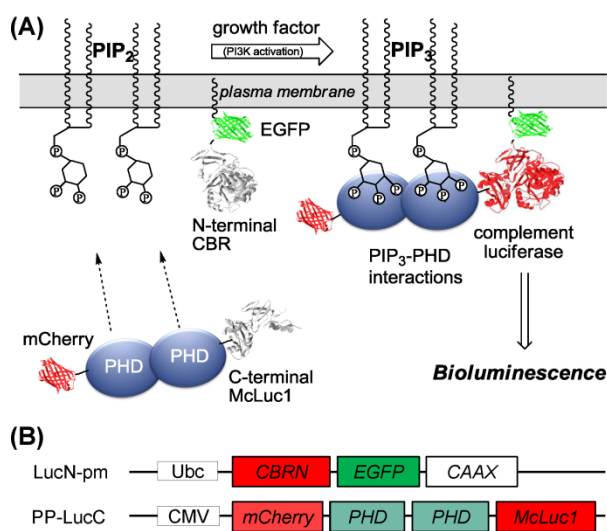 (A)
growth factor
(PI3K activation)
PIP2
PIP3
plasma membrane
EGFP
P
P
P
P
P
P
P
P
P
P
P
P
P
P
N-terminal
CBR
PIP3-PHD
interactions
complement
luciferase
mCherry
PHD
PHD
C-terminal
McLuc1
Bioluminescence
(B)
LucN-pm Ubc CBRN EGFP CAAX
PP-LucC CMV mCherry PHD PHD McLuc1